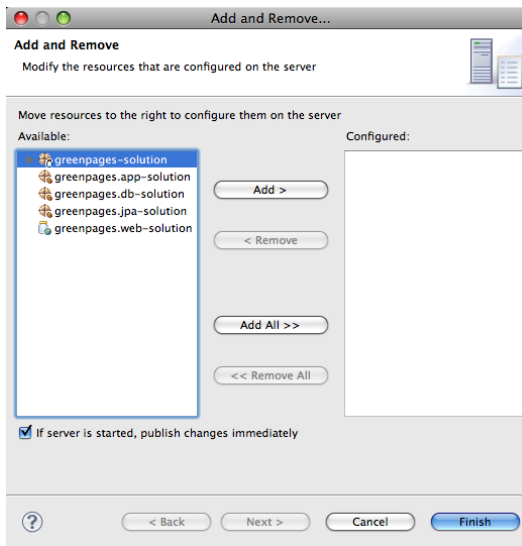 Add and Remove...
Add and Remove
Modify the resources that are configured on the server
Move resources to the right to configure them on the server
Available:
Configured:
greenpages-solution
greenpages.app-solution
greenpages.db-solution
greenpages.jpa-solution
greenpages.web-solution
Add >
< Remove
Add All >>
<< Remove All
If server is started, publish changes immediately
?
< Back
Next >
Cancel
Finish